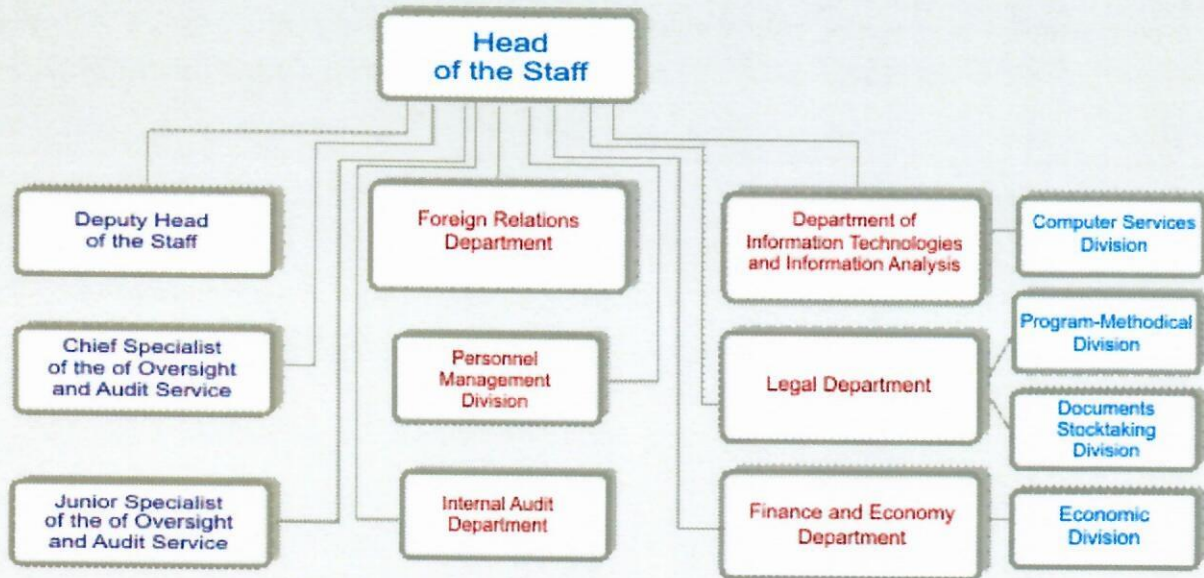 Head
of the Staff
Deputy Head
of the Staff
Foreign Relations
Department
Department of
Information Technologies
and Information Analysis
Computer Services
Division
Chief Specialist
of the of Oversight
and Audit Service
Personnel
Management
Division
Legal Department
Program-Methodical
Division
Documents
Stocktaking
Division
Junior Specialist
of the of Oversight
and Audit Service
Internal Audit
Department
Finance and Economy
Department
Economic
Division